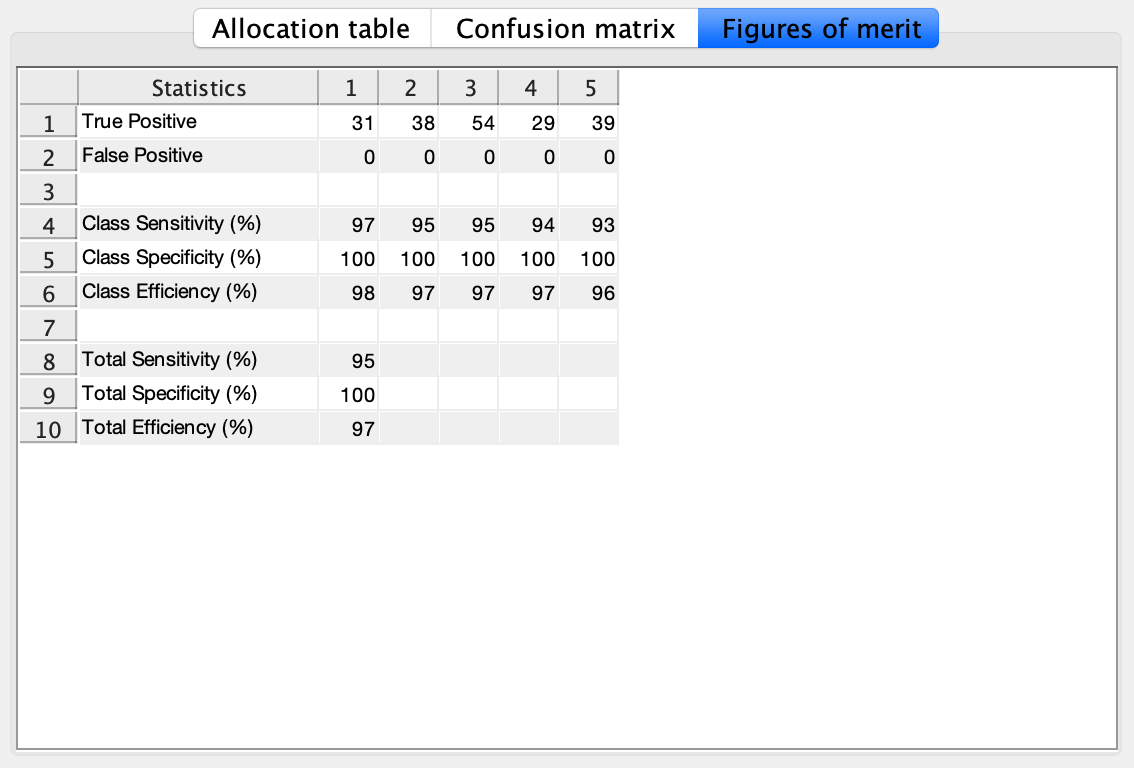 Allocation table Confusion matrix Figures of merit
Statistics 1 2 3 4 5
1 True Positive 31 38 54 29 39
2 False Positive 0 0 0 0 0
3
4 Class Sensitivity (%) 97 95 95 94 93
5 Class Specificity (%) 100 100 100 100 100
6 Class Efficiency (%) 98 97 97 97 96
7
8 Total Sensitivity (%) 95
9 Total Specificity (%) 100
10 Total Efficiency (%) 97